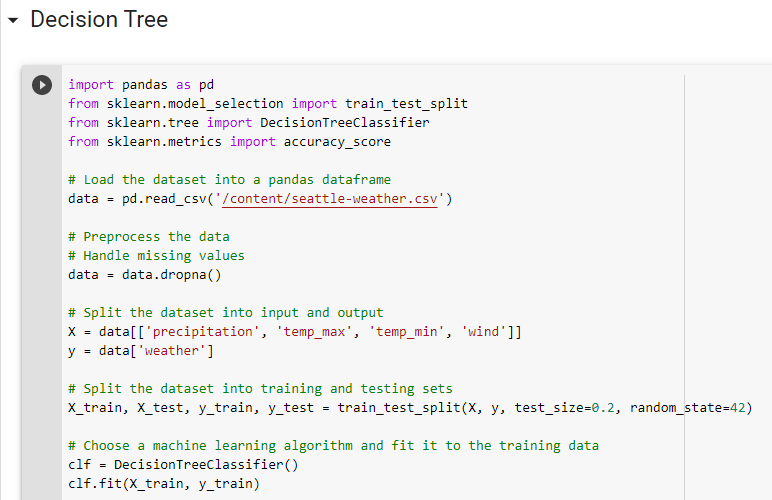 Decision Tree
import pandas as pd
from sklearn.model_selection import train_test_split
from sklearn.tree import DecisionTreeClassifier
from sklearn.metrics import accuracy_score
# Load the dataset into a pandas dataframe
data = pd.read_csv('/content/seattle-weather.csv')
# Preprocess the data
# Handle missing values
data = data.dropna()
# Split the dataset into input and output
X = data[['precipitation', 'temp_max', 'temp_min', 'wind']]
y = data['weather']
# Split the dataset into training and testing sets
X_train, X_test, y_train, y_test = train_test_split(X, y, test_size=0.2, random_state=42)
# Choose a machine learning algorithm and fit it to the training data
clf = DecisionTreeClassifier()
clf.fit(X_train, y_train)